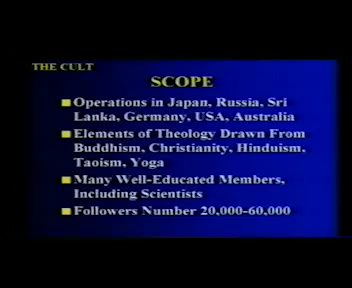 THE CULT
SCOPE
Operations in Japan, Russia, Sri
Lanka, Germany, USA, Australia
Elements of Theology Drawn From
Buddhism, Christianity, Hinduism,
Taoism, Yoga
Many Well-Educated Members,
Including Scientists
Followers Number 20,000-60,000